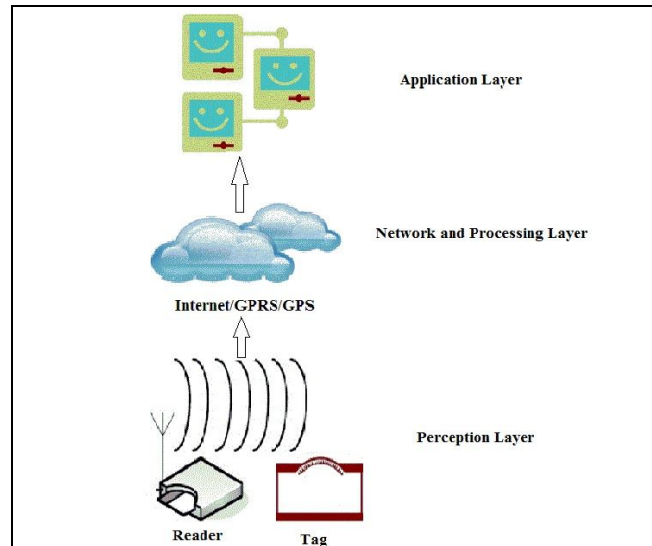 Application Layer
Network and Processing Layer
Internet/GPRS/GPS
Perception Layer
Reader
Tag